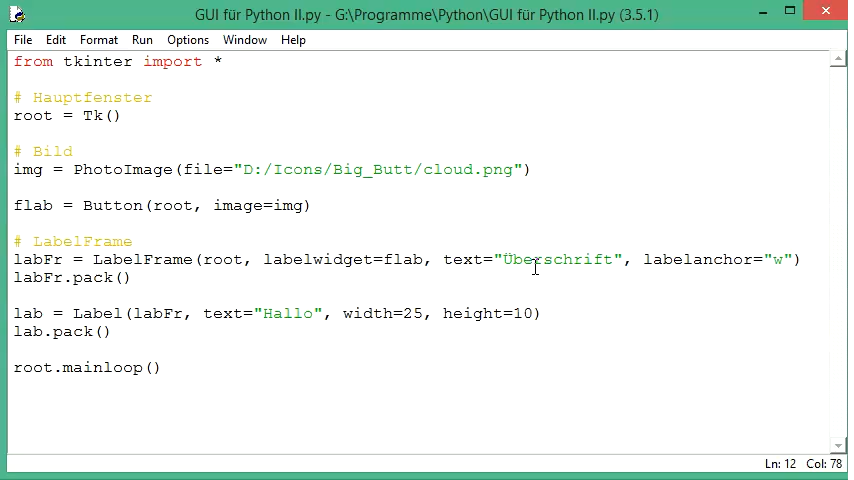 GUI für Python II.py - G:\Programme\Python\GUI für Python II.py (3.5.1)
File Edit Format Run Options Window Help
from tkinter import *
# Hauptfenster
root = Tk()
# Bild
img = PhotoImage(file="D:/Icons/Big_Butt/cloud.png")
flab = Button(root, image=img)
# LabelFrame
labFr = LabelFrame(root, labelwidget=flab, text="Überschrift", labelanchor="w")
labFr.pack()
lab = Label(labFr, text="Hallo", width=25, height=10)
lab.pack()
root.mainloop()
Ln: 12 Col: 78